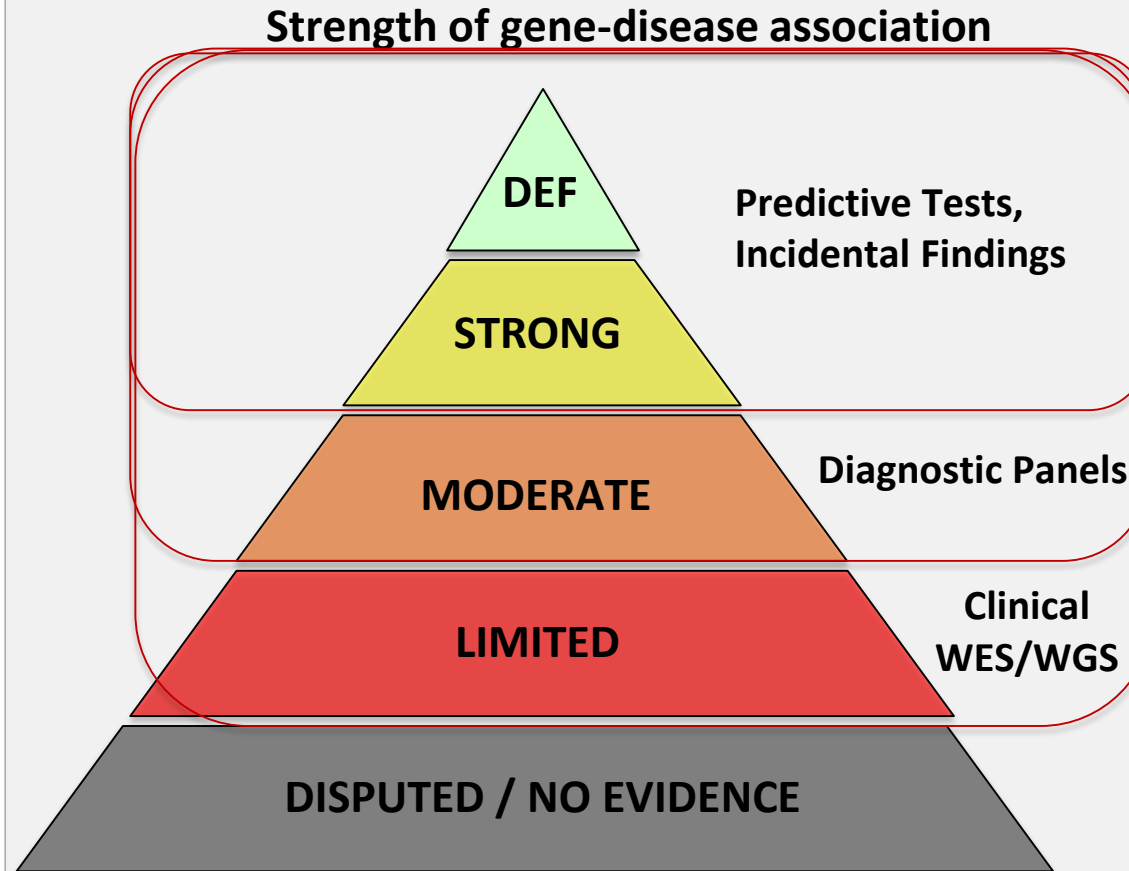 Strength of gene-disease association
DEF
Predictive Tests,
Incidental Findings
STRONG
MODERATE
Diagnostic Panels
LIMITED
Clinical
WES/WGS
DISPUTED / NO EVIDENCE